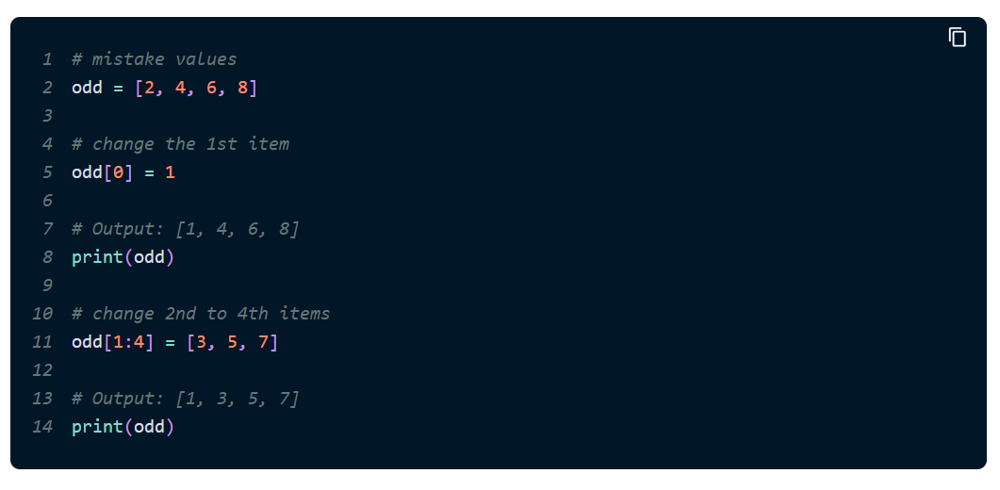 1 # mistake values
2 odd = [2, 4, 6, 8]
3
4 # change the 1st item
5 odd[0] = 1
6
7 # Output: [1, 4, 6, 8]
8 print(odd)
9
10 # change 2nd to 4th items
11 odd[1:4] = [3, 5, 7]
12
13 # Output: [1, 3, 5, 7]
14 print(odd)